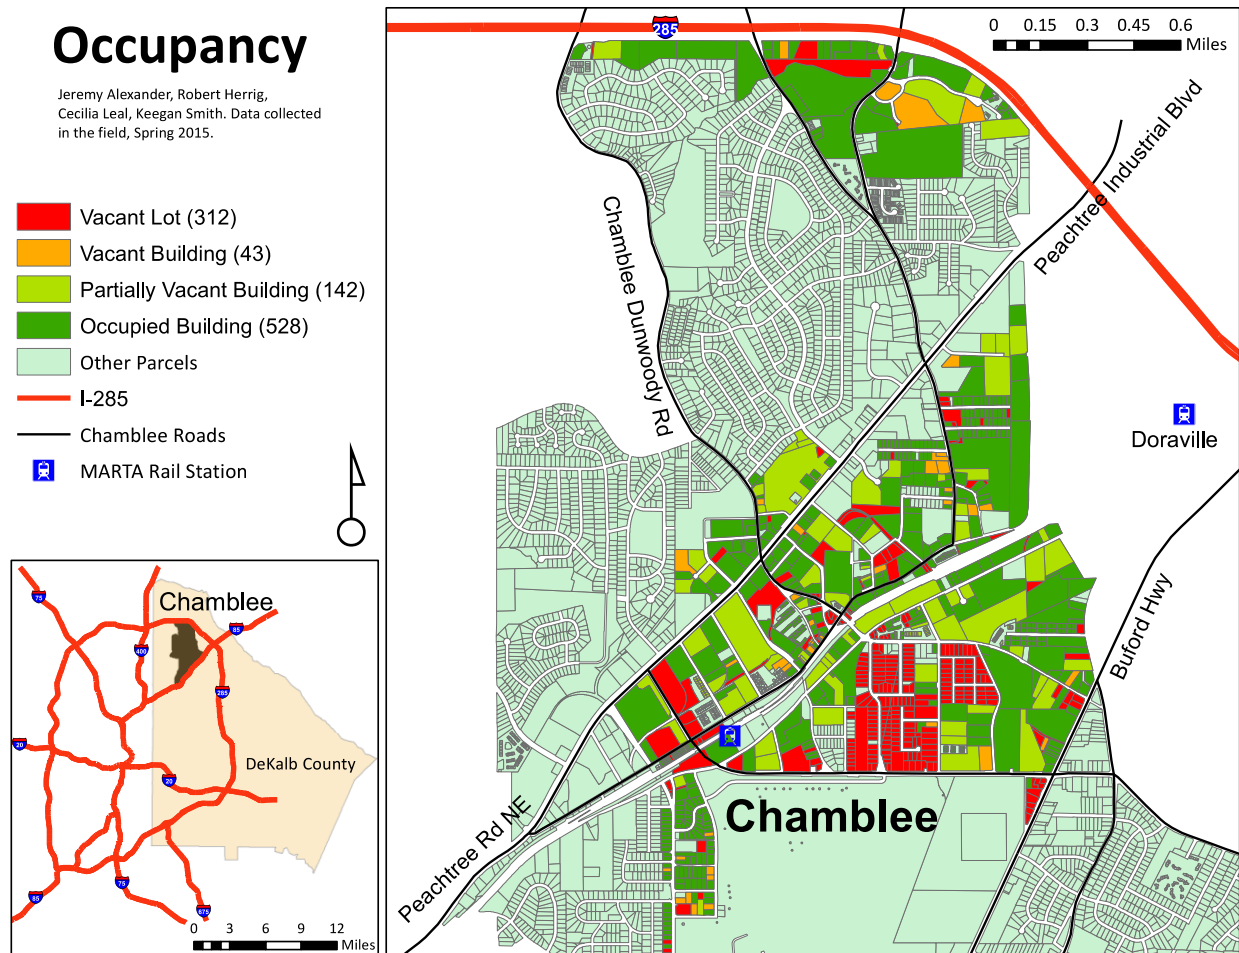 Occupancy
Jeremy Alexander, Robert Herrig,
Cecilia Leal, Keegan Smith. Data collected
in the field, Spring 2015.
Vacant Lot (312)
Vacant Building (43)
Partially Vacant Building (142)
Occupied Building (528)
Other Parcels
I-285
Chamblee Roads
MARTA Rail Station
285
0 0.15 0.3 0.45 0.6
Miles
Peachtree Industrial Blvd
Chamblee Dunwoody Rd
Doraville
Buford Hwy
Chamblee
Peachtree Rd NE
Chamblee
DeKalb County
75
85
400
285
20
20
85
75
675
0 3 6 9 12
Miles